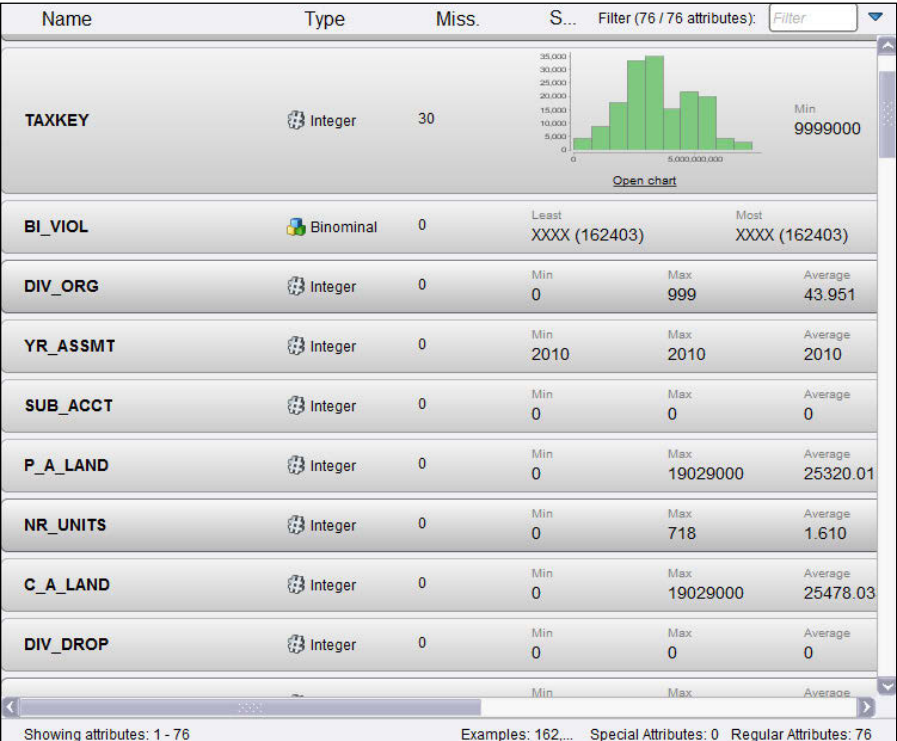 Name Type Miss. S... Filter (76 / 76 attributes): Filter
35,000
30,000
25,000
20,000
15,000
10,000
5,000
0
0 5,000,000,000
TAXKEY Integer 30 Min
9999000
Open chart
Least Most
BI_VIOL Binominal 0 XXXX (162403) XXXX (162403)
Min Max Average
DIV_ORG Integer 0 0 999 43.951
Min Max Average
YR_ASSMT Integer 0 2010 2010 2010
Min Max Average
SUB_ACCT Integer 0 0 0 0
Min Max Average
P_A_LAND Integer 0 0 19029000 25320.01
Min Max Average
NR_UNITS Integer 0 0 718 1.610
Min Max Average
C_A_LAND Integer 0 0 19029000 25478.03
Min Max Average
DIV_DROP Integer 0 0 0 0
Min Max Average
Showing attributes: 1 - 76 Examples: 162,... Special Attributes: 0 Regular Attributes: 76